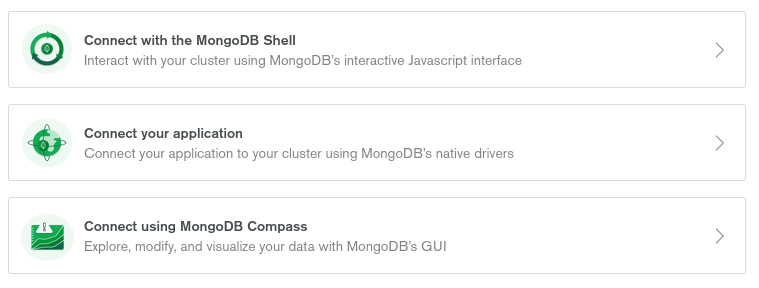 Connect with the MongoDB Shell
Interact with your cluster using MongoDB's interactive Javascript interface
Connect your application
Connect your application to your cluster using MongoDB's native drivers
Connect using MongoDB Compass
Explore, modify, and visualize your data with MongoDB's GUI